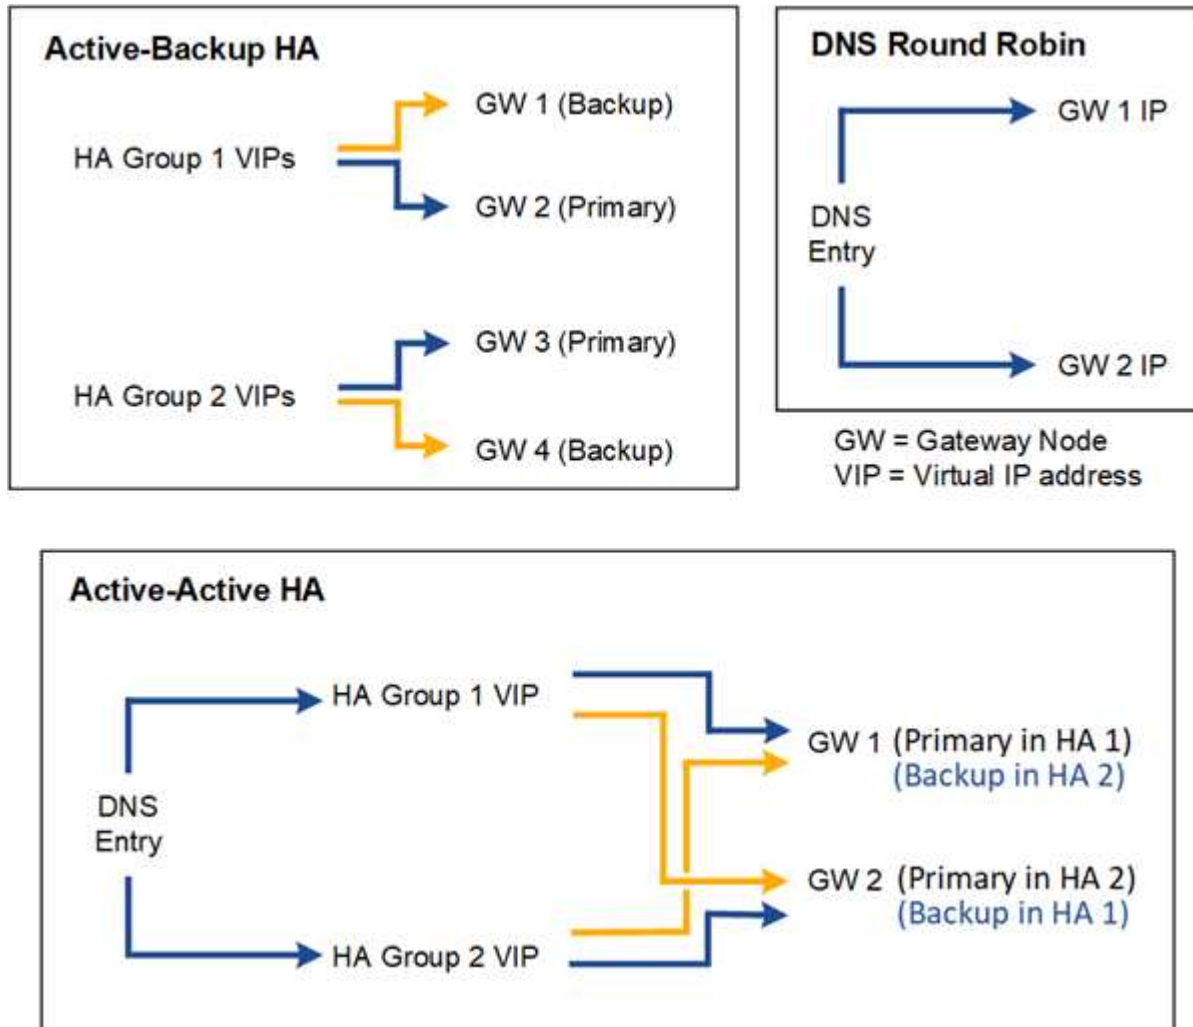 Active-Backup HA
HA Group 1 VIPs
GW 1 (Backup)
GW 2 (Primary)
HA Group 2 VIPs
GW 3 (Primary)
GW 4 (Backup)
DNS Round Robin
GW 1 IP
DNS
Entry
GW 2 IP
GW = Gateway Node
VIP = Virtual IP address
Active-Active HA
DNS
Entry
HA Group 1 VIP
HA Group 2 VIP
GW 1 (Primary in HA 1)
(Backup in HA 2)
GW 2 (Primary in HA 2)
(Backup in HA 1)